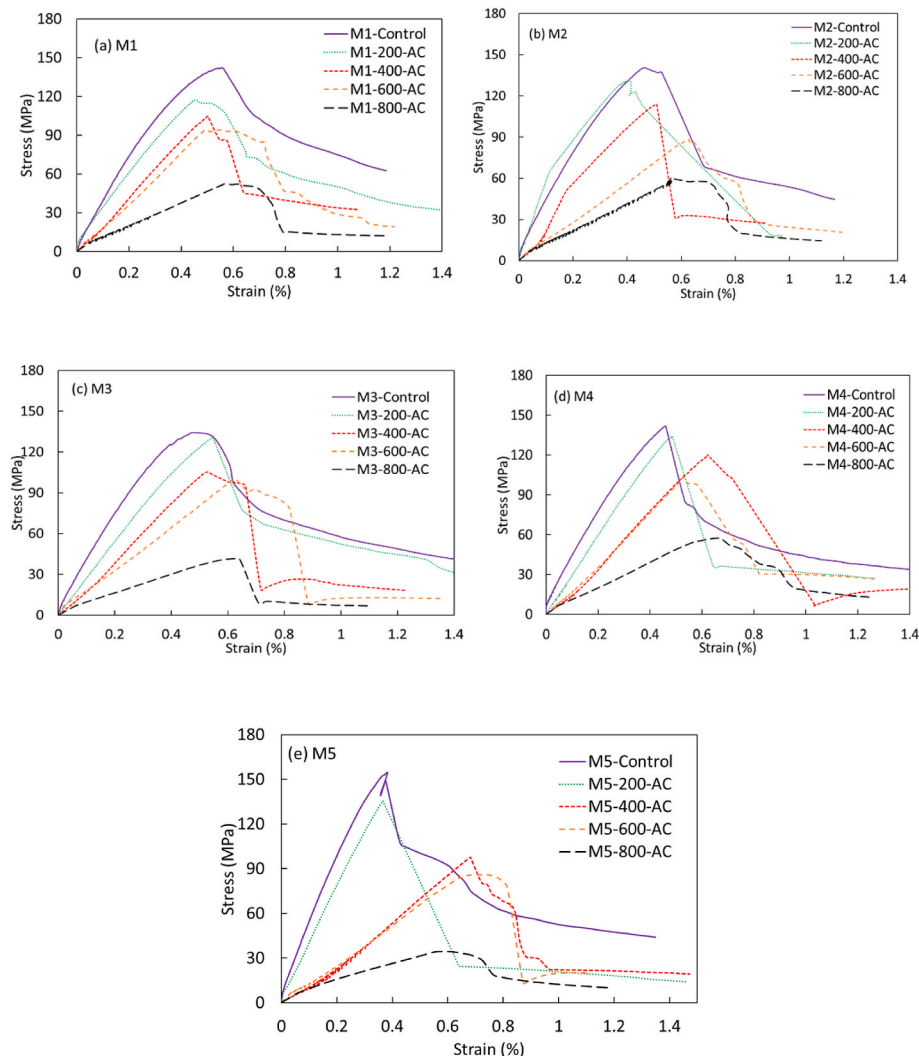 (a) M1
M1-Control
M1-200-AC
M1-400-AC
M1-600-AC
M1-800-AC
Stress (MPa)
180
150
120
90
60
30
0
0 0.2 0.4 0.6 0.8 1 1.2 1.4
Strain (%)
(b) M2
M2-Control
M2-200-AC
M2-400-AC
M2-600-AC
M2-800-AC
Stress (MPa)
180
150
120
90
60
30
0
0 0.2 0.4 0.6 0.8 1 1.2 1.4
Strain (%)
(c) M3
M3-Control
M3-200-AC
M3-400-AC
M3-600-AC
M3-800-AC
Stress (MPa)
180
150
120
90
60
30
0
0 0.2 0.4 0.6 0.8 1 1.2 1.4
Strain (%)
(d) M4
M4-Control
M4-200-AC
M4-400-AC
M4-600-AC
M4-800-AC
Stress (MPa)
180
150
120
90
60
30
0
0 0.2 0.4 0.6 0.8 1 1.2 1.4
Strain (%)
(e) M5
M5-Control
M5-200-AC
M5-400-AC
M5-600-AC
M5-800-AC
Stress (MPa)
180
150
120
90
60
30
0
0 0.2 0.4 0.6 0.8 1 1.2 1.4
Strain (%)